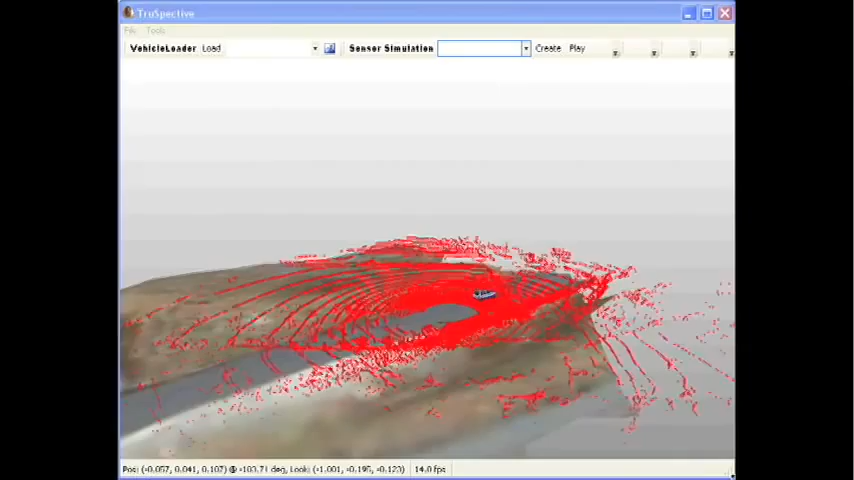 TruSpective
File Tools
VehicleLoader Load Sensor Simulation Create Play
Pos: (-0.057, 0.041, 0.107) @ -103.71 deg, Look: (-1.001, -0.195, -0.123) 14.0 fps